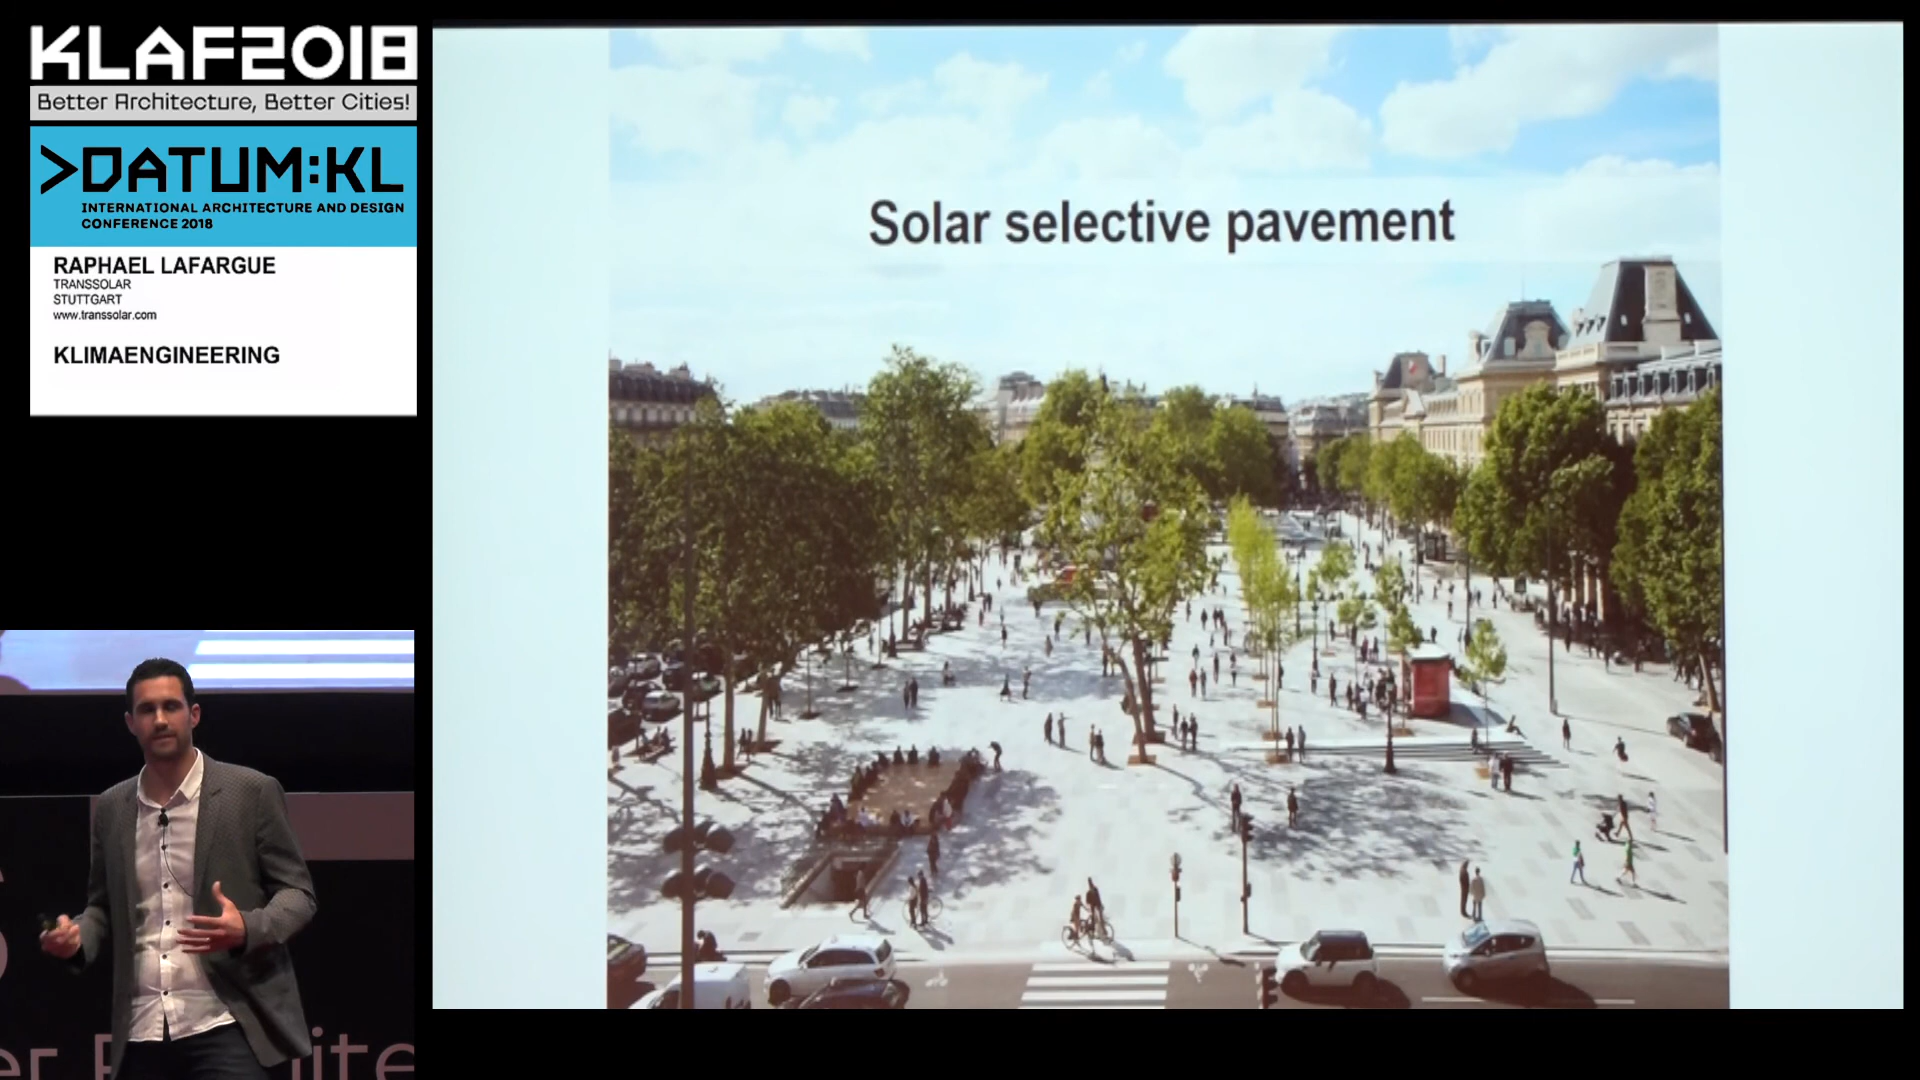 KLAF2018
Better Architecture, Better Cities!
>DATUM:KL
INTERNATIONAL ARCHITECTURE AND DESIGN
CONFERENCE 2018
RAPHAEL LAFARGUE
TRANSSOLAR
STUTTGART
www.transsolar.com
KLIMAENGINEERING
Solar selective pavement